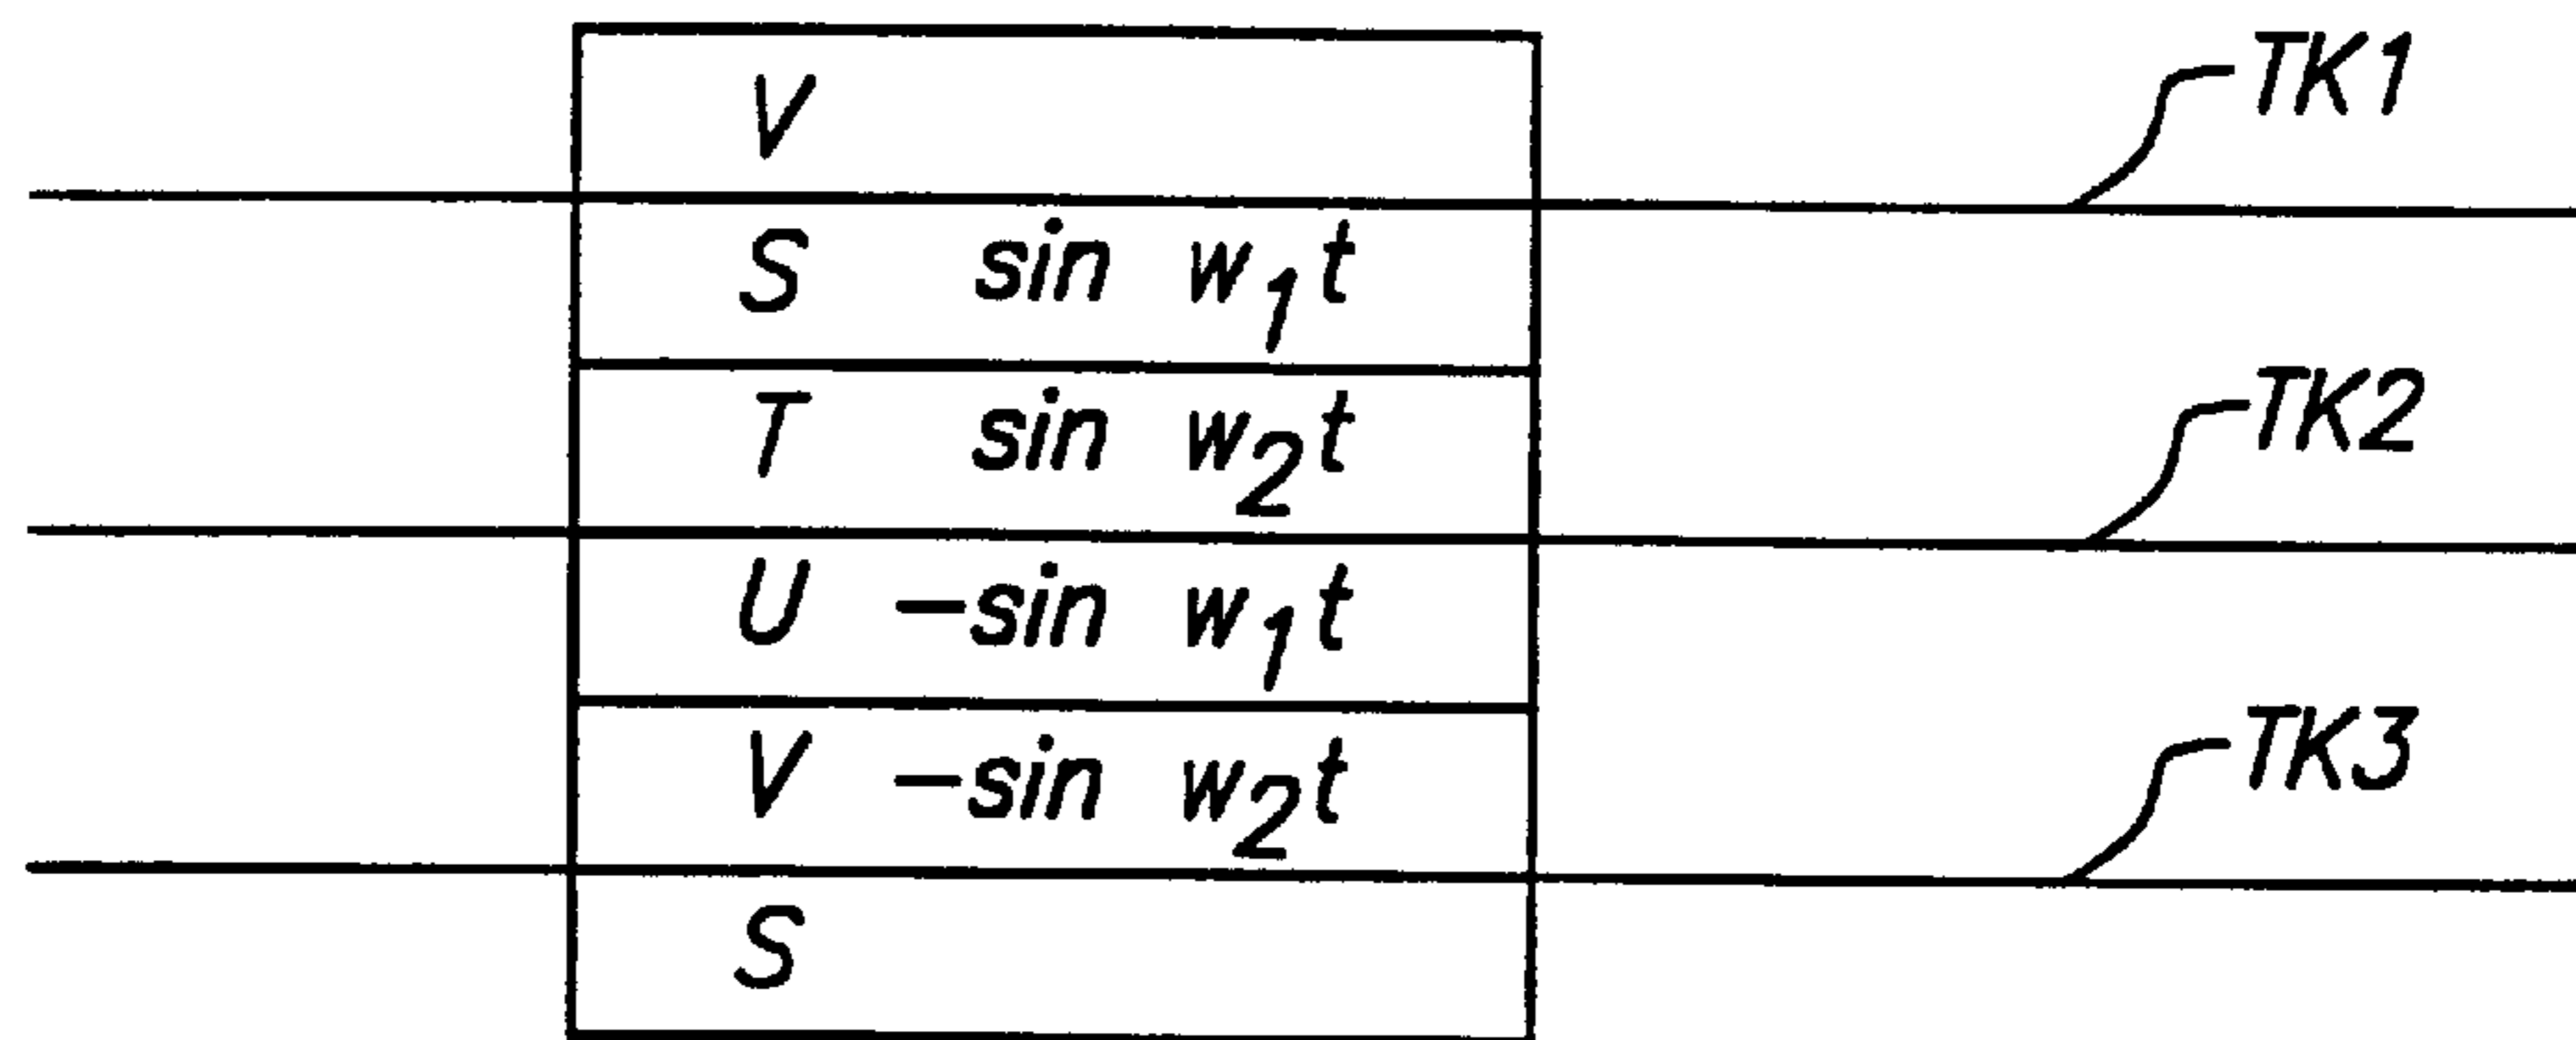 V
TK1
S sin w₁t
T sin w₂t
TK2
U −sin w₁t
V −sin w₂t
TK3
S